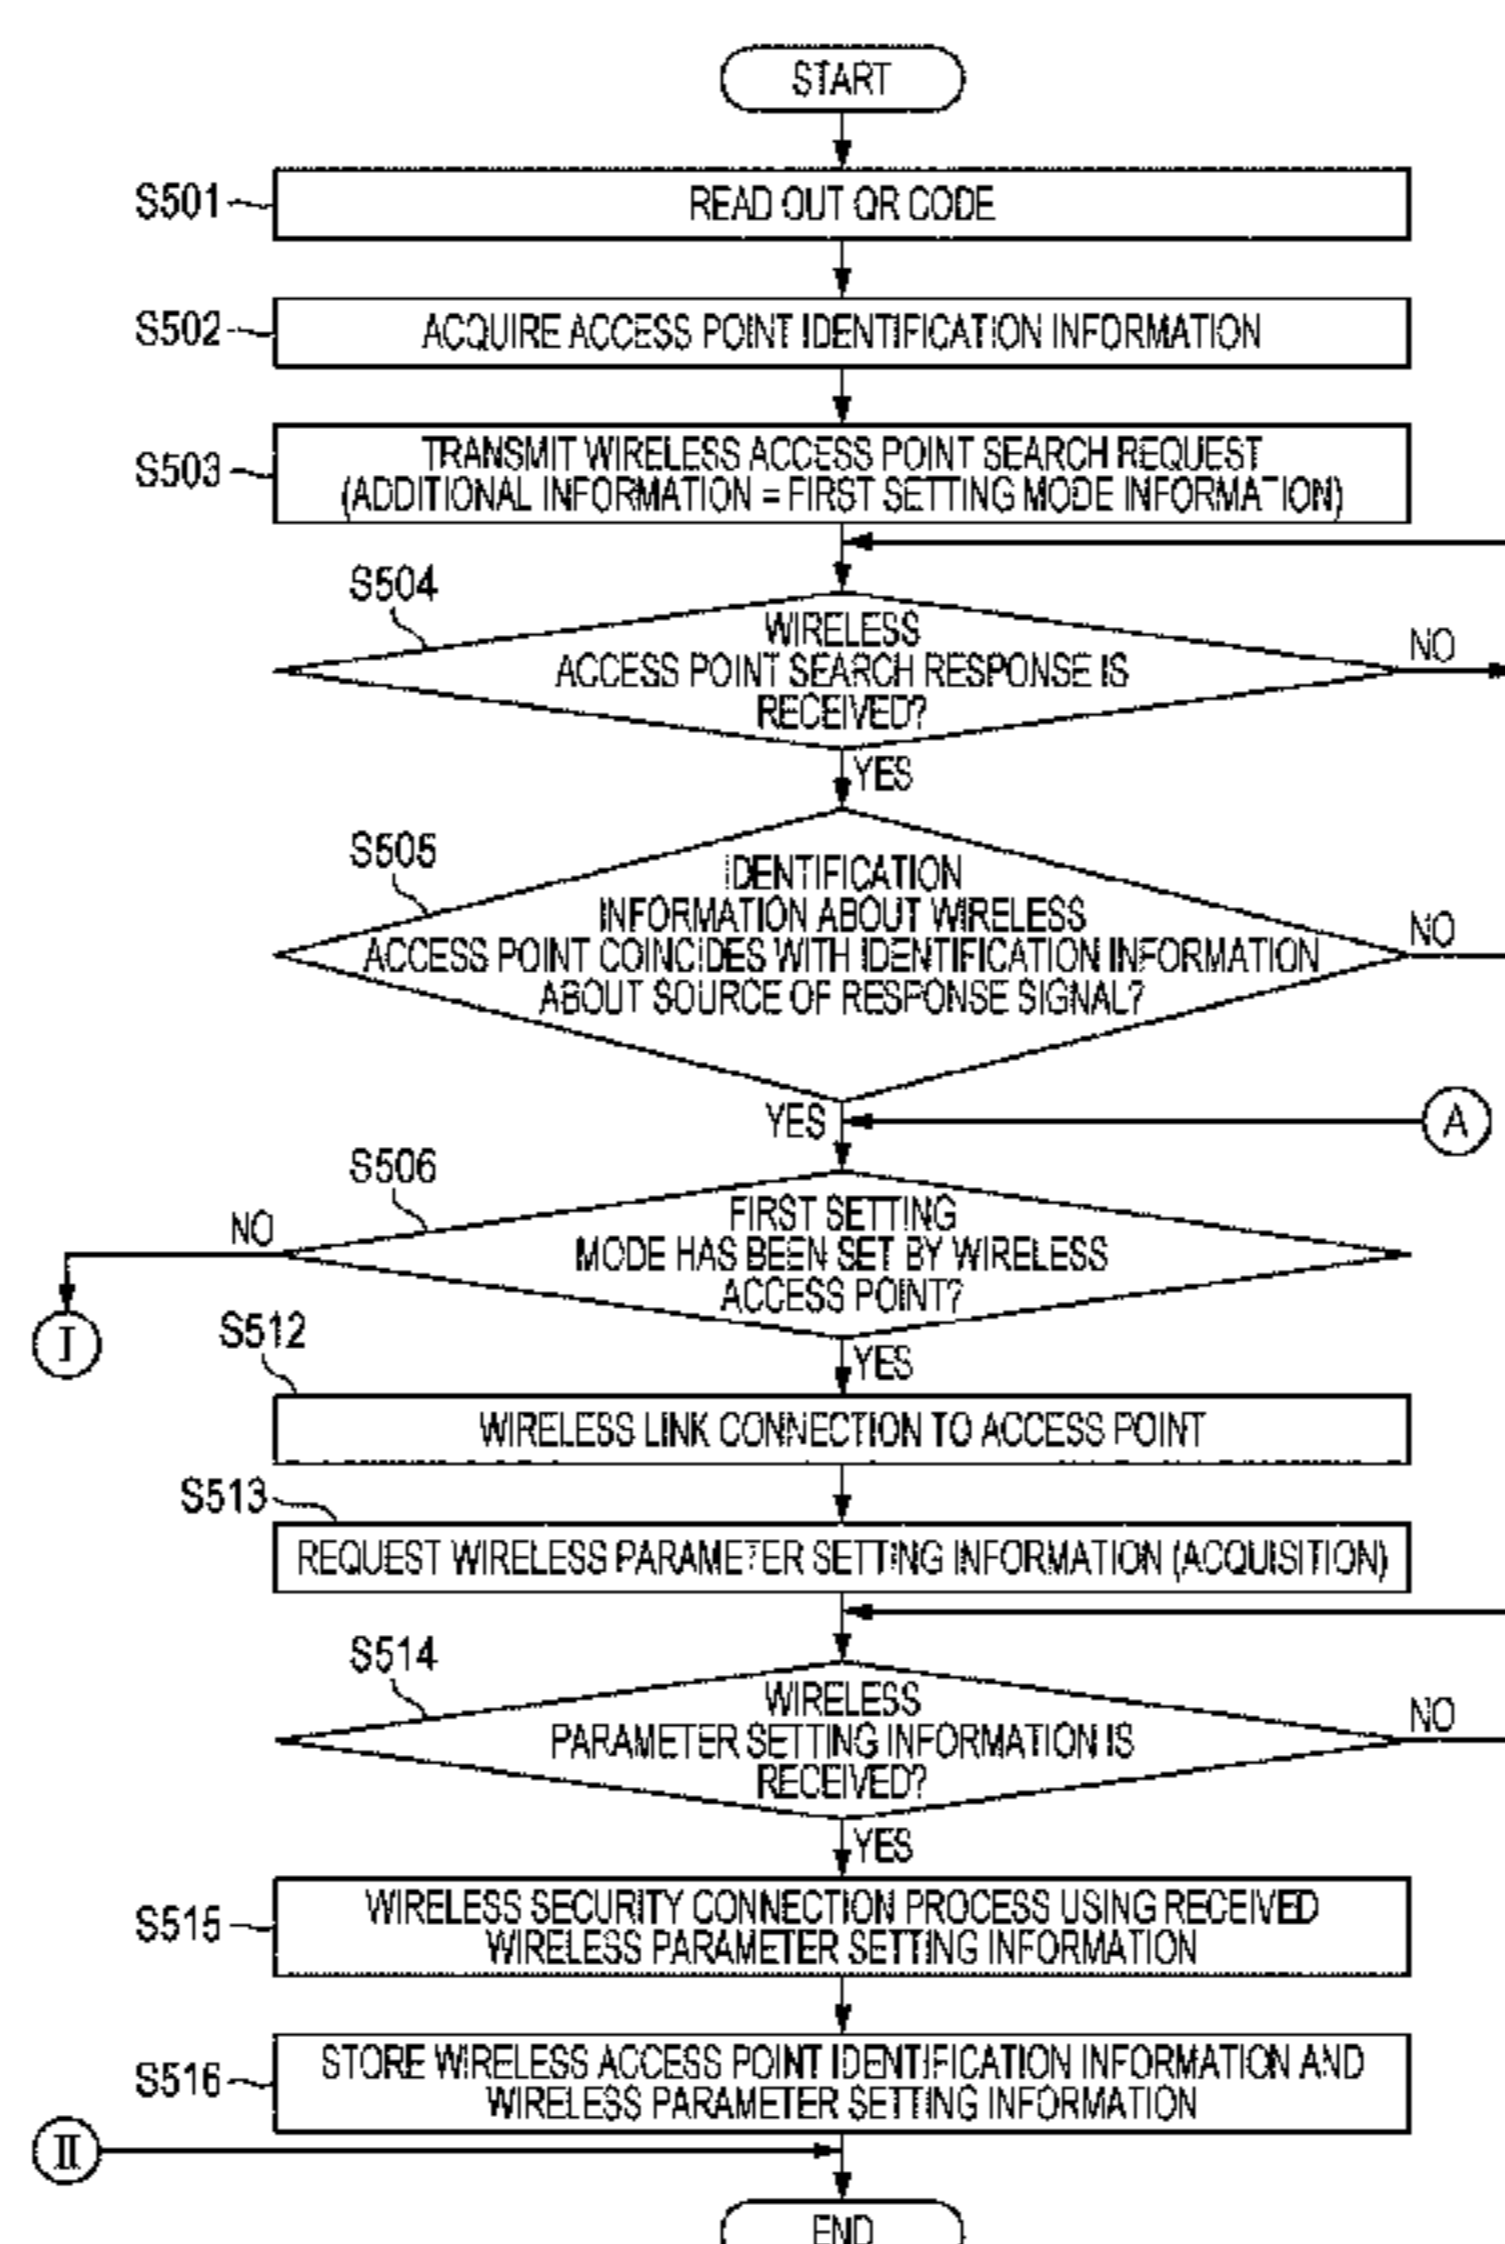 START
S501
READ OUT QR CODE
S502
ACQUIRE ACCESS POINT IDENTIFICATION INFORMATION
S503
TRANSMIT WIRELESS ACCESS POINT SEARCH REQUEST
(ADDITIONAL INFORMATION = FIRST SETTING MODE INFORMATION)
S504
WIRELESS
ACCESS POINT SEARCH RESPONSE IS
RECEIVED?
NO
YES
S505
IDENTIFICATION
INFORMATION ABOUT WIRELESS
ACCESS POINT COINCIDES WITH IDENTIFICATION INFORMATION
ABOUT SOURCE OF RESPONSE SIGNAL?
NO
YES
A
S506
FIRST SETTING
MODE HAS BEEN SET BY WIRELESS
ACCESS POINT?
NO
I
YES
S512
WIRELESS LINK CONNECTION TO ACCESS POINT
S513
REQUEST WIRELESS PARAMETER SETTING INFORMATION (ACQUISITION)
S514
WIRELESS
PARAMETER SETTING INFORMATION IS
RECEIVED?
NO
YES
S515
WIRELESS SECURITY CONNECTION PROCESS USING RECEIVED
WIRELESS PARAMETER SETTING INFORMATION
S516
STORE WIRELESS ACCESS POINT IDENTIFICATION INFORMATION AND
WIRELESS PARAMETER SETTING INFORMATION
II
END